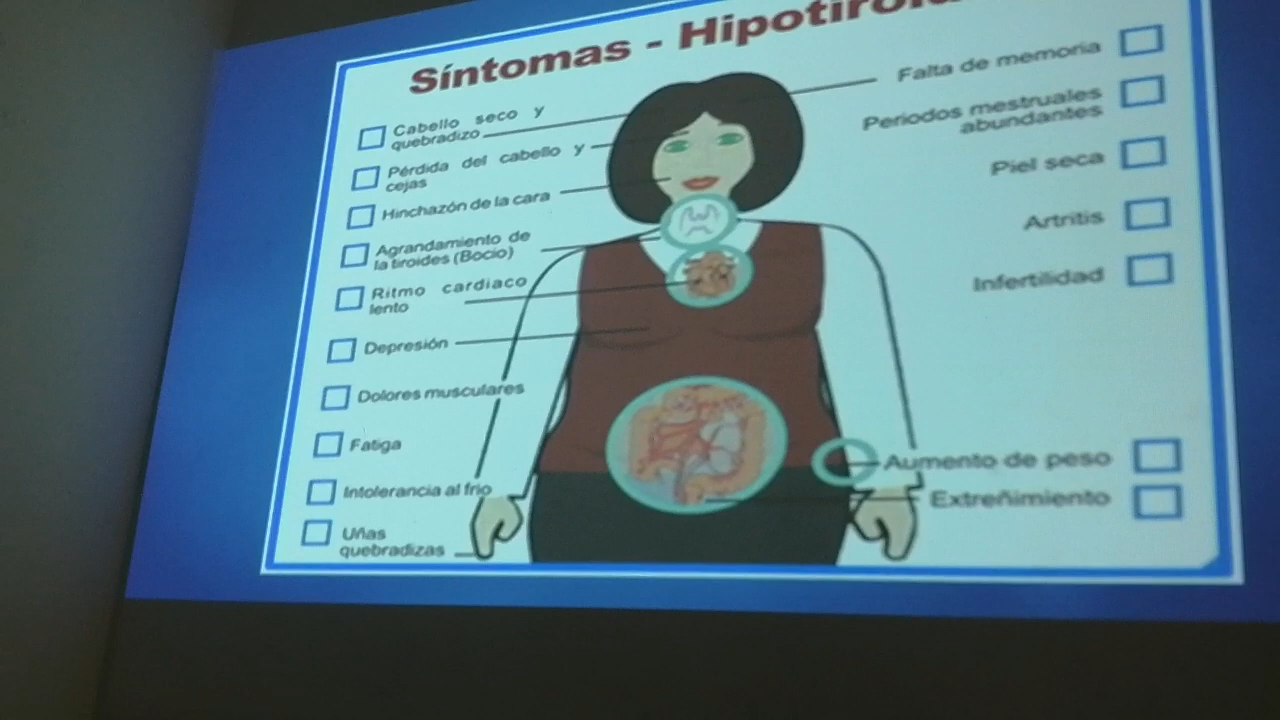 Síntomas - Hipotiroi
Cabello seco y
quebradizo
Pérdida del cabello y
cejas
Hinchazón de la cara
Agrandamiento de
la tiroides (Bocio)
Ritmo cardiaco
lento
Depresión
Dolores musculares
Fatiga
Intolerancia al frio
Uñas
quebradizas
Falta de memoria
Periodos mestruales
abundantes
Piel seca
Artritis
Infertilidad
Aumento de peso
Extreñimiento